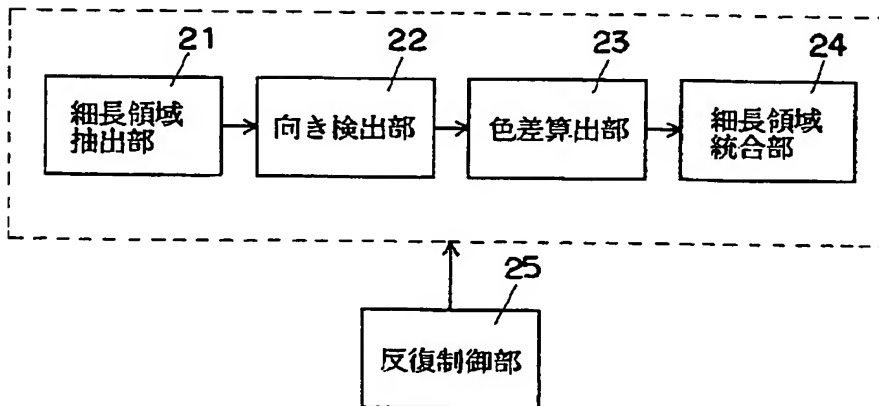 21
22
23
24
細長領域
抽出部
向き検出部
色差算出部
細長領域
統合部
25
反復制御部